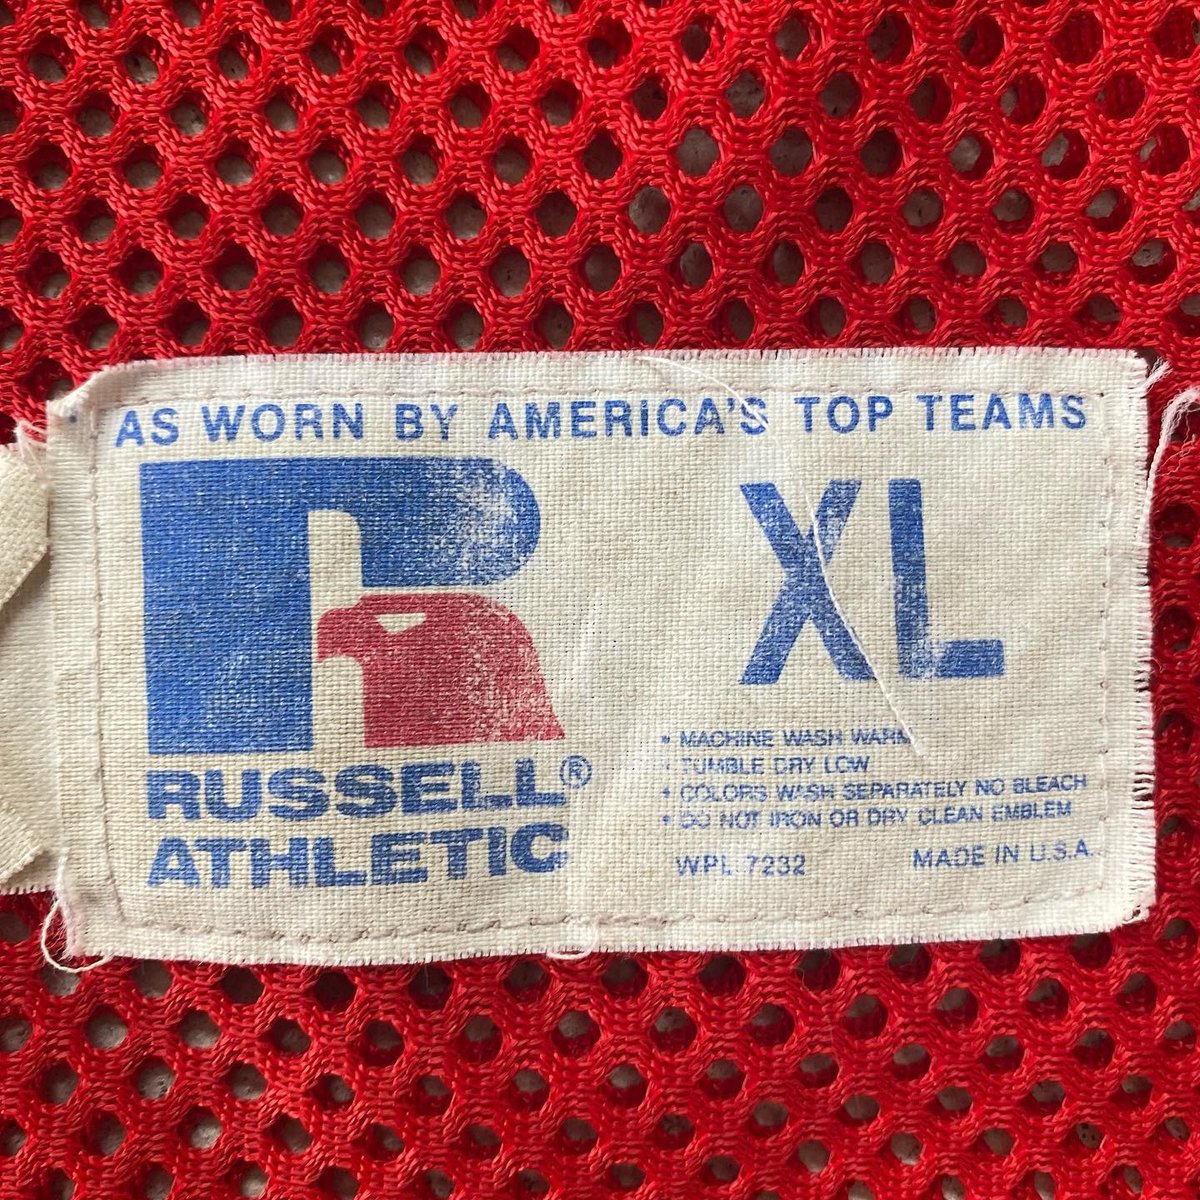 AS WORN BY AMERICA'S TOP TEAMS
XL
RUSSELL®
ATHLETIC
• MACHINE WASH WARM
• TUMBLE DRY LOW
• COLORS WASH SEPARATELY NO BLEACH
• DO NOT IRON OR DRY CLEAN EMBLEM
WPL 7232 MADE IN U.S.A.